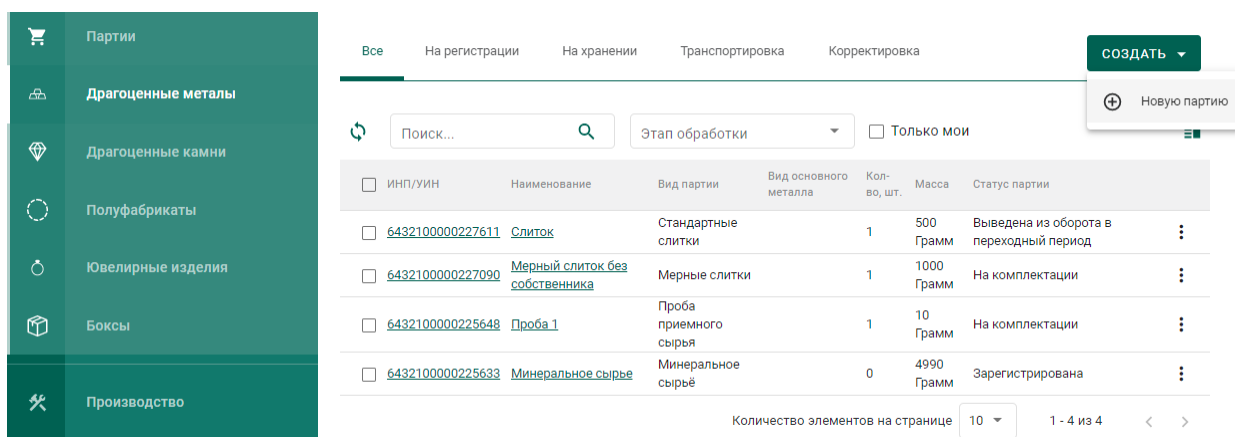 Партии
Драгоценные металы
Драгоценные камни
Полуфабрикаты
Ювелирные изделия
Боксы
Производство
Все На регистрации На хранении Транспортировка Корректировка
СОЗДАТЬ
Новую партию
Поиск... Этап обработки Только мои
ИНП/УИН Наименование Вид партии Вид основного металла Кол-во, шт. Масса Статус партии
6432100000227611 Слиток Стандартные слитки 1 500 Грамм Выведена из оборота в переходный период
6432100000227090 Мерный слиток без собственника Мерные слитки 1 1000 Грамм На комплектации
6432100000225648 Проба 1 Проба приемного сырья 1 10 Грамм На комплектации
6432100000225633 Минеральное сырье Минеральное сырьё 0 4990 Грамм Зарегистрирована
Количество элементов на странице 10 1 - 4 из 4